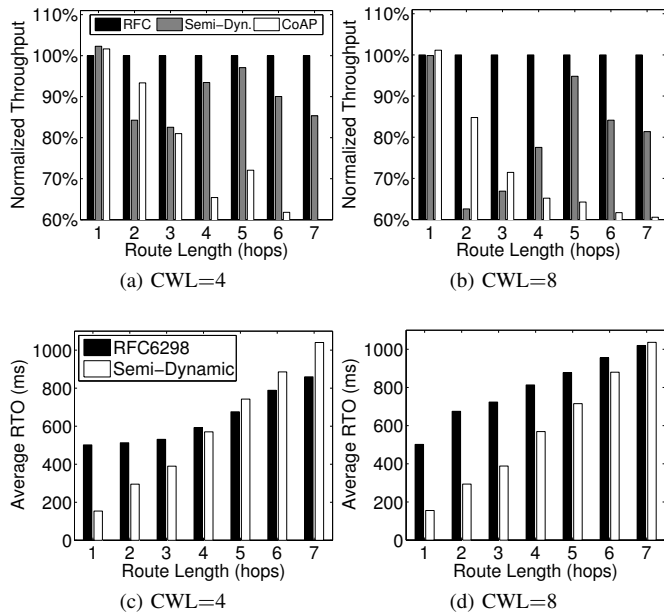 110%
RFC Semi-Dyn. CoAP
100%
90%
80%
70%
60%
Normalized Throughput
1 2 3 4 5 6 7
Route Length (hops)
(a) CWL=4
110%
100%
90%
80%
70%
60%
Normalized Throughput
1 2 3 4 5 6 7
Route Length (hops)
(b) CWL=8
1000
800
600
400
200
0
Average RTO (ms)
RFC6298
Semi-Dynamic
1 2 3 4 5 6 7
Route Length (hops)
(c) CWL=4
1000
800
600
400
200
0
Average RTO (ms)
1 2 3 4 5 6 7
Route Length (hops)
(d) CWL=8